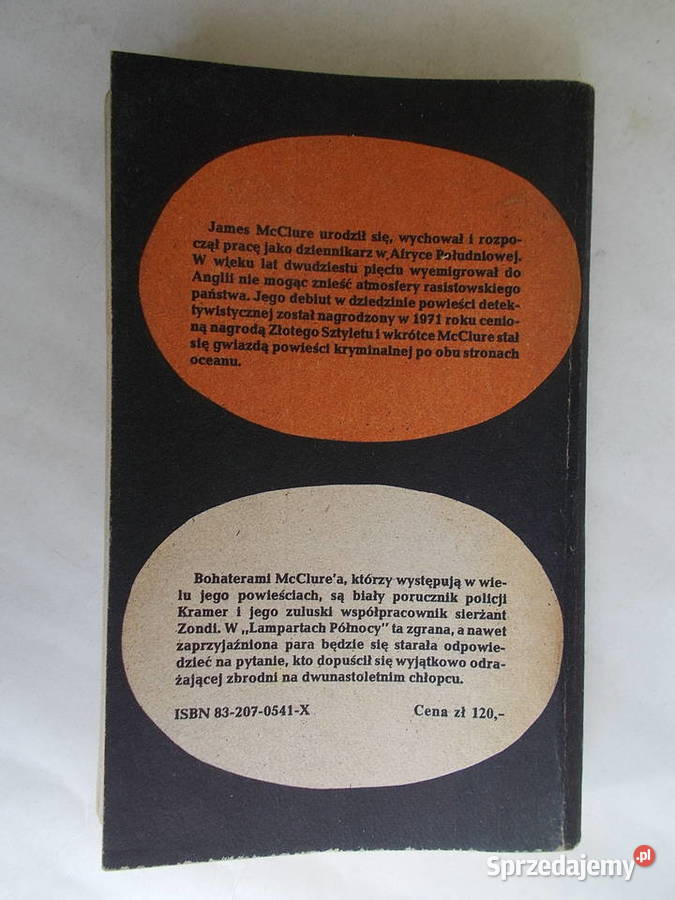 James McClure urodził się, wychował i rozpo-
czął pracę jako dziennikarz w Afryce Południowej.
W wieku lat dwudziestu pięciu wyemigrował do
Anglii nie mogąc znieść atmosfery rasistowskiego
państwa. Jego debiut w dziedzinie powieści detek-
tywistycznej został nagrodzony w 1971 roku cenio-
ną nagrodą Złotego Sztyletu i wkrótce McClure stał
się gwiazdą powieści kryminalnej po obu stronach
oceanu.
Bohaterami McClure'a, którzy występują w wie-
lu jego powieściach, są biały porucznik policji
Kramer i jego zuluski współpracownik sierżant
Zondi. W „Lampartach Północy" ta zgrana, a nawet
zaprzyjaźniona para będzie się starała odpowie-
dzieć na pytanie, kto dopuścił się wyjątkowo odra-
żającej zbrodni na dwunastoletnim chłopcu.
ISBN 83-207-0541-X Cena zł 120,-
Sprzedajemy.pl